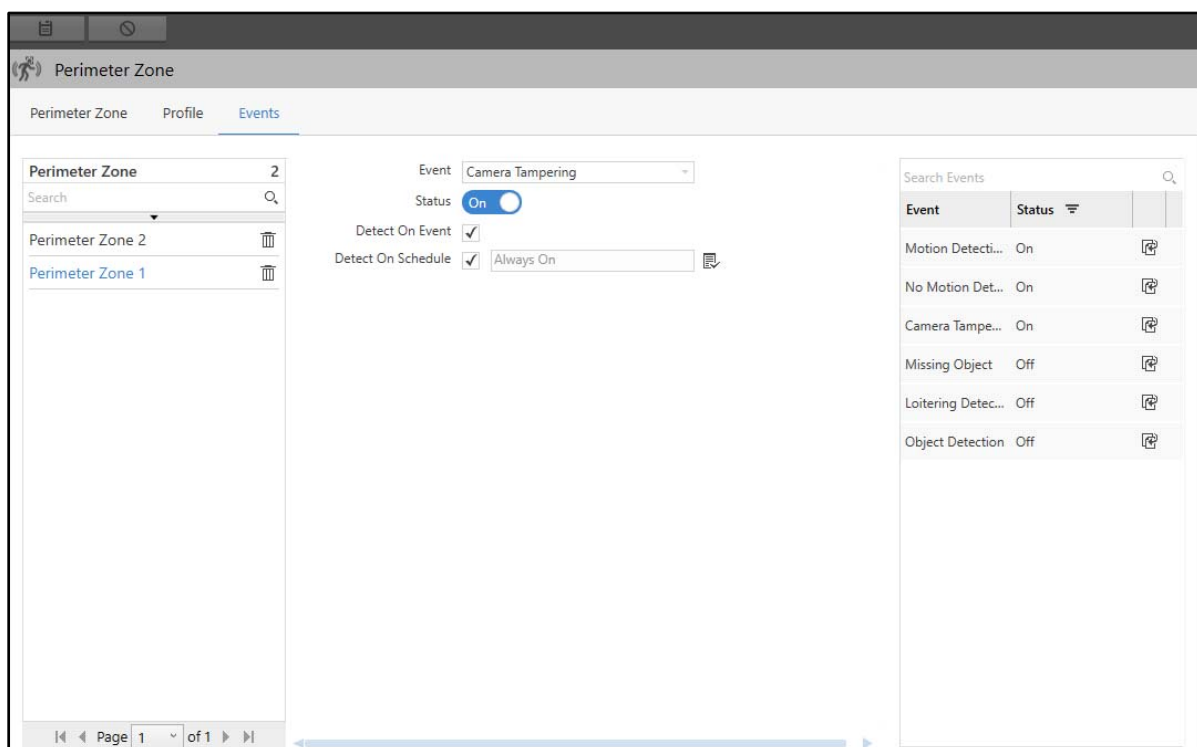 Perimeter Zone
Perimeter Zone Profile Events
Perimeter Zone 2
Search
Perimeter Zone 2
Perimeter Zone 1
Page 1 of 1
Event Camera Tampering
Status On
Detect On Event
Detect On Schedule Always On
Search Events
Event Status
Motion Detecti... On
No Motion Det... On
Camera Tampe... On
Missing Object Off
Loitering Detec... Off
Object Detection Off